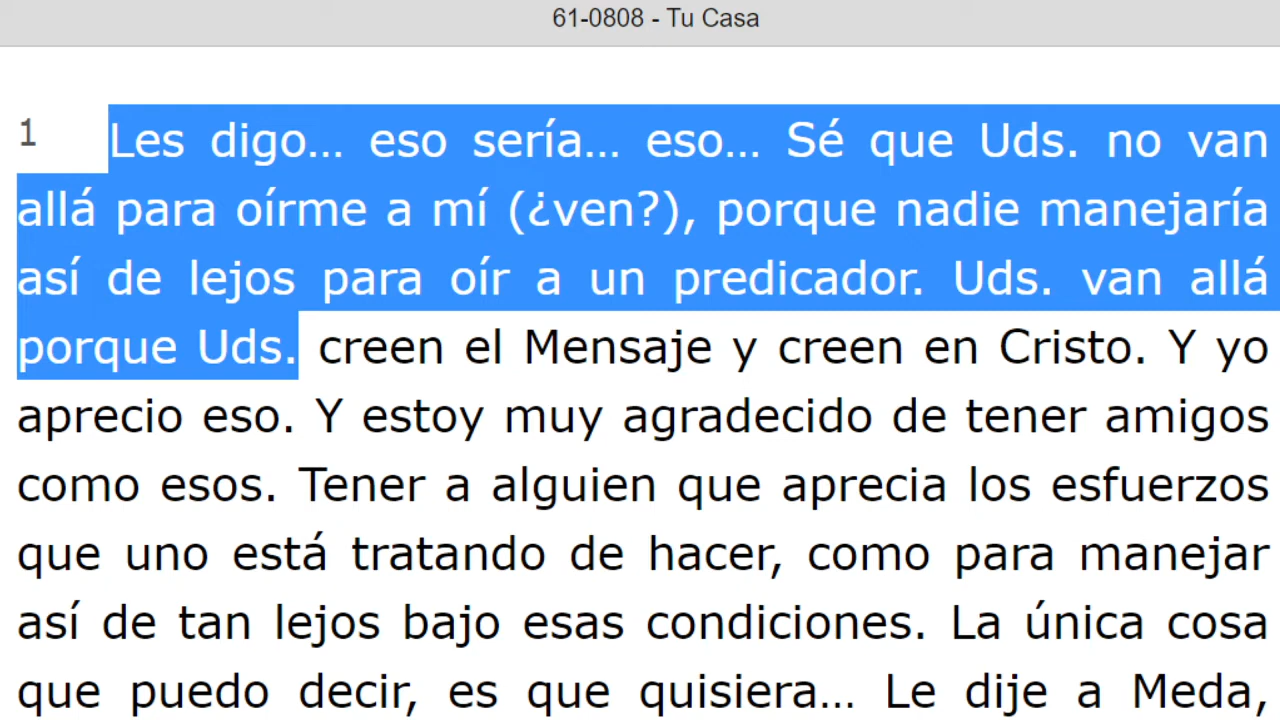 61-0808 - Tu Casa
1 Les digo… eso sería… eso… Sé que Uds. no van
allá para oírme a mí (¿ven?), porque nadie manejaría
así de lejos para oír a un predicador. Uds. van allá
porque Uds. creen el Mensaje y creen en Cristo. Y yo
aprecio eso. Y estoy muy agradecido de tener amigos
como esos. Tener a alguien que aprecia los esfuerzos
que uno está tratando de hacer, como para manejar
así de tan lejos bajo esas condiciones. La única cosa
que puedo decir, es que quisiera… Le dije a Meda,